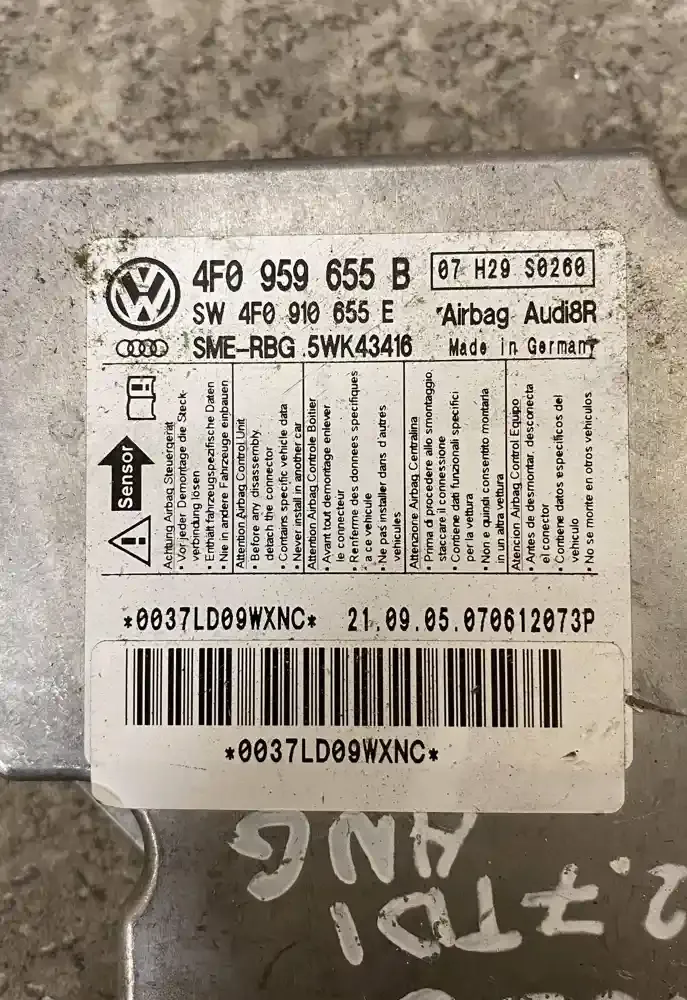 4F0 959 655 B
07 H29 S0260
SW 4F0 910 655 E
Airbag Audi8R
SME-RBG 5WK43416
Made in Germany
Sensor
Achtung Airbag Steuergerät
• Vor jeder Demontage die Steck-
verbindung lösen
• Enthält fahrzeugspezifische Daten
• Nie in andere Fahrzeuge einbauen
Attention Airbag Control Unit
• Before any disassembly
detach the connector
• Contains specific vehicle data
• Never install in another car
Attention Airbag Controle Boitier
• Avant tout demontage enlever
le connecteur
• Renferme des donnees specifiques
a ce vehicule
• Ne pas installer dans d'autres
vehicules
Attenzione Airbag Centralina
• Prima di procedere allo smontaggio,
staccare il connessione
• Contiene dati funzionali specifici
per la vettura
• Non e quindi consentito montarla
in un altra vettura
Atencion Airbag Control Equipo
• Antes de desmontar, desconecta
el conector
• Contiene datos especificos del
vehiculo
• No se monte en otros vehiculos
*0037LD09WXNC*
21.09.05.070612073P
*0037LD09WXNC*
2.7TDI